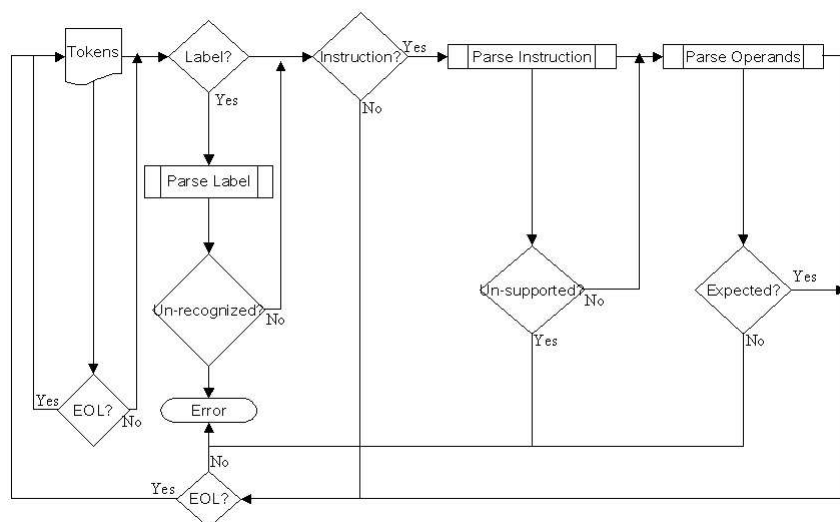 Tokens
Label?
Instruction?
Yes
Parse Instruction
Parse Operands
Yes
No
Parse Label
Un-recognized?
No
Un-supported?
No
Yes
Expected?
Yes
No
Yes
EOL?
No
Error
No
Yes
EOL?